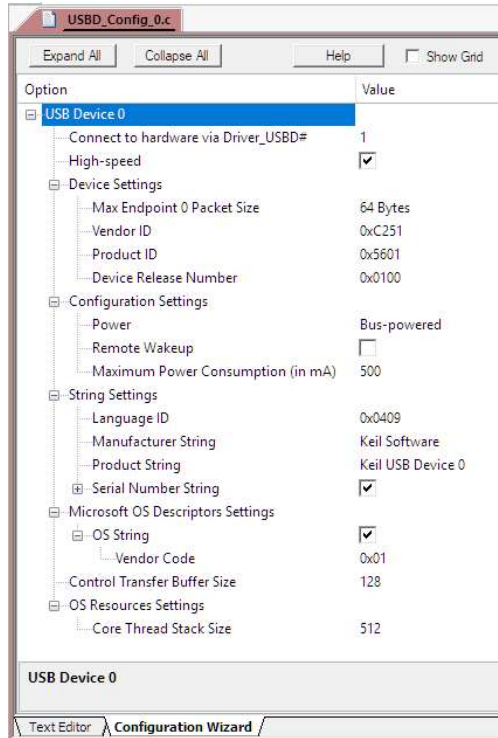 USBD_Config_0.c
Expand All Collapse All Help Show Grid
Option Value
USB Device 0
Connect to hardware via Driver_USBD# 1
High-speed
Device Settings
Max Endpoint 0 Packet Size 64 Bytes
Vendor ID 0xC251
Product ID 0x5601
Device Release Number 0x0100
Configuration Settings
Power Bus-powered
Remote Wakeup
Maximum Power Consumption (in mA) 500
String Settings
Language ID 0x0409
Manufacturer String Keil Software
Product String Keil USB Device 0
Serial Number String
Microsoft OS Descriptors Settings
OS String
Vendor Code 0x01
Control Transfer Buffer Size 128
OS Resources Settings
Core Thread Stack Size 512
USB Device 0
Text Editor Configuration Wizard